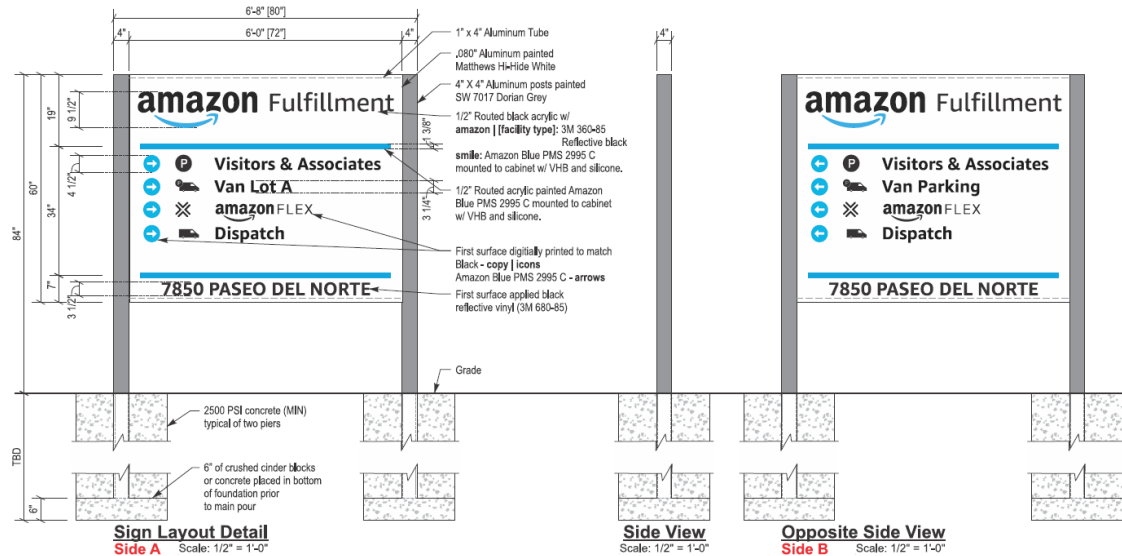 6'-8" [80"]
4"
6'-0" [72"]
4"
1" x 4" Aluminum Tube
.080" Aluminum painted
Matthews Hi-Hide White
4" X 4" Aluminum posts painted
SW 7017 Dorian Grey
1/2" Routed black acrylic w/
amazon | [facility type]: 3M 360-85
Reflective black
smile: Amazon Blue PMS 2995 C
mounted to cabinet w/ VHB and silicone.
1/2" Routed acrylic painted Amazon
Blue PMS 2995 C mounted to cabinet
w/ VHB and silicone.
First surface digitially printed to match
Black - copy | icons
Amazon Blue PMS 2995 C - arrows
First surface applied black
reflective vinyl (3M 680-85)
Grade
84"
60"
19"
34"
7"
9 1/2"
4 1/2"
3 1/2"
1 3/8"
3 1/4"
amazon Fulfillment
P Visitors & Associates
Van Lot A
amazon FLEX
Dispatch
7850 PASEO DEL NORTE
TBD
6"
2500 PSI concrete (MIN)
typical of two piers
6" of crushed cinder blocks
or concrete placed in bottom
of foundation prior
to main pour
Sign Layout Detail
Side A Scale: 1/2" = 1'-0"
4"
Side View
Scale: 1/2" = 1'-0"
amazon Fulfillment
P Visitors & Associates
Van Parking
amazon FLEX
Dispatch
7850 PASEO DEL NORTE
Opposite Side View
Side B Scale: 1/2" = 1'-0"